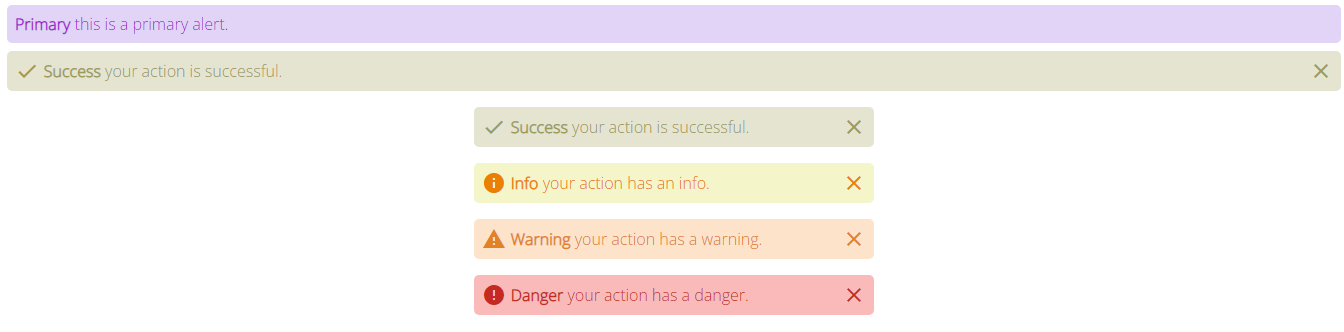 Primary this is a primary alert.
Success your action is successful.
Success your action is successful.
Info your action has an info.
Warning your action has a warning.
Danger your action has a danger.